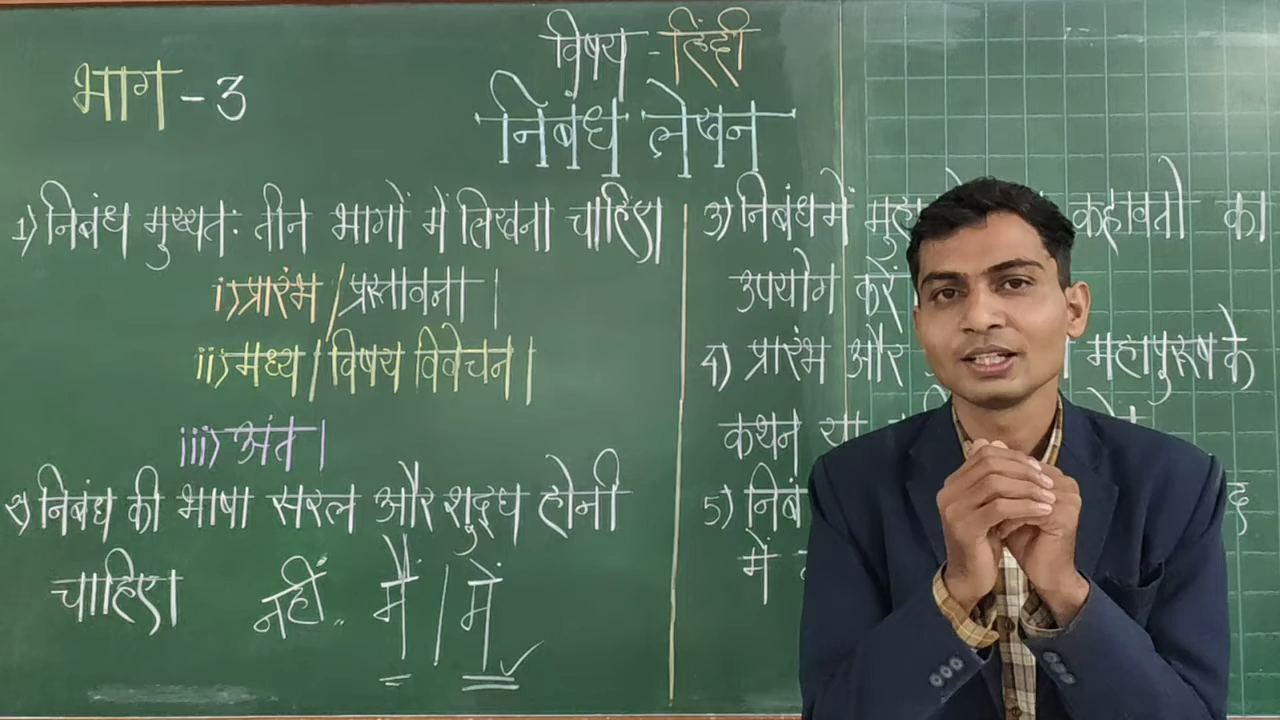 भाग - 3
विषय - हिंदी
निबंध लेखन
1) निबंध मुख्यतः तीन भागों में लिखना चाहिए।
i) प्रारंभ / प्रस्तावना।
ii) मध्य / विषय विवेचन।
iii) अंत।
२) निबंध की भाषा सरल और शुद्ध होनी
चाहिए। नहीं.. मैं / में ✓
3) निबंध में कहावतों का
उपयोग करें
4) प्रारंभ और महापुरूष के
कथन या
5)
में